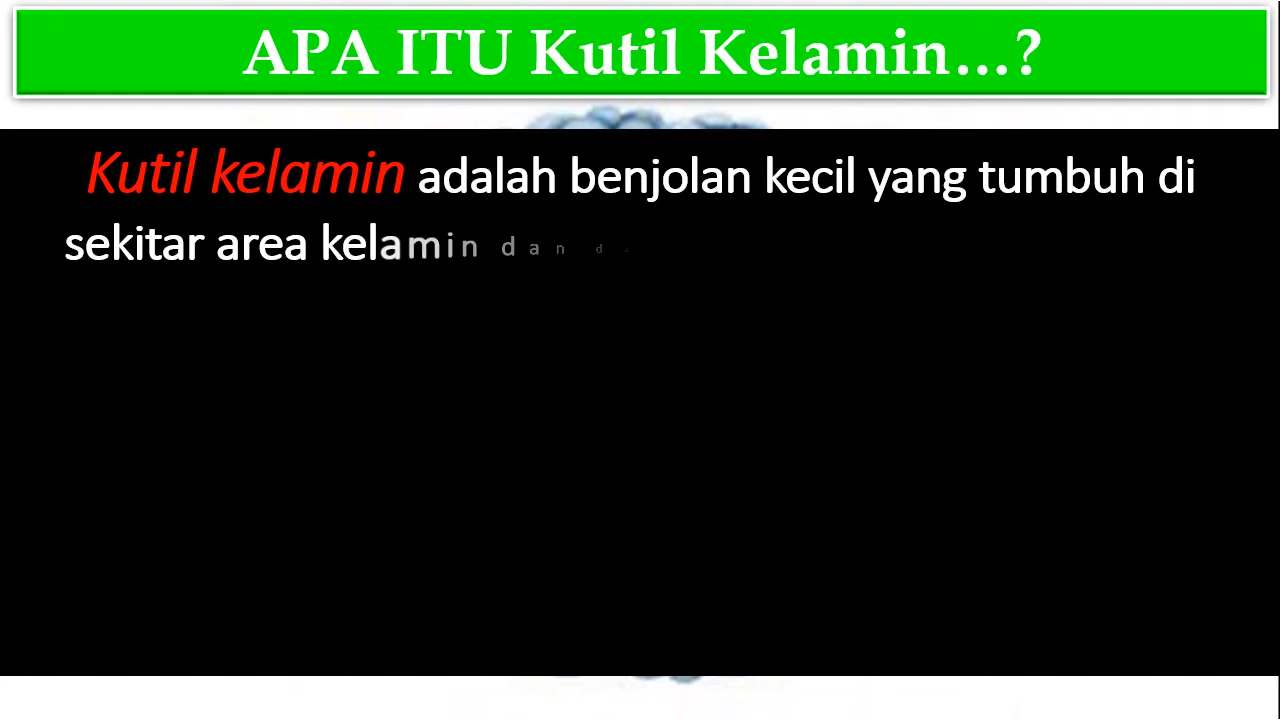 APA ITU Kutil Kelamin...?
Kutil kelamin adalah benjolan kecil yang tumbuh di
sekitar area kelamin dan